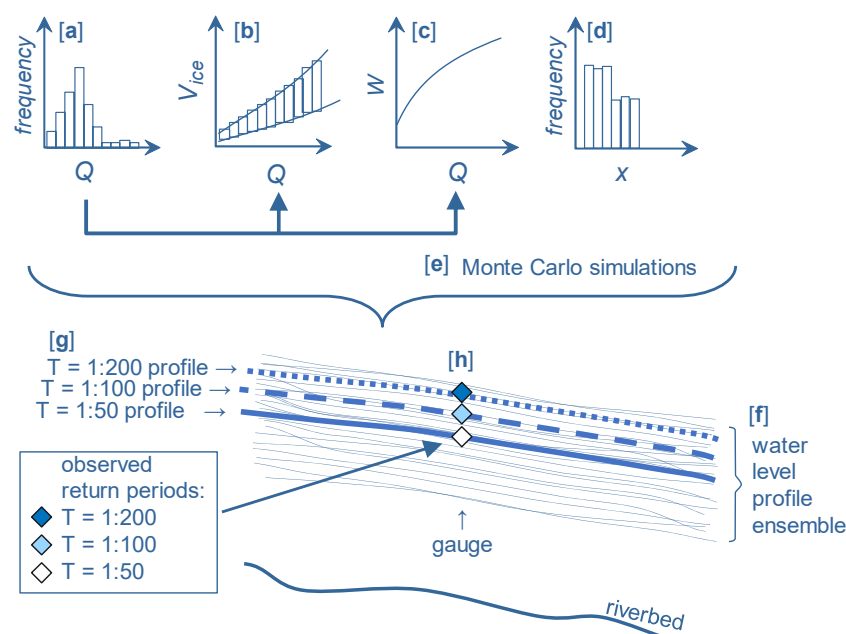 [a]
frequency
Q
[b]
V_ice
Q
[c]
W
Q
[d]
frequency
x
[e] Monte Carlo simulations
[g]
T = 1:200 profile →
T = 1:100 profile →
T = 1:50 profile →
[h]
↑
gauge
[f]
water
level
profile
ensemble
observed
return periods:
T = 1:200
T = 1:100
T = 1:50
riverbed